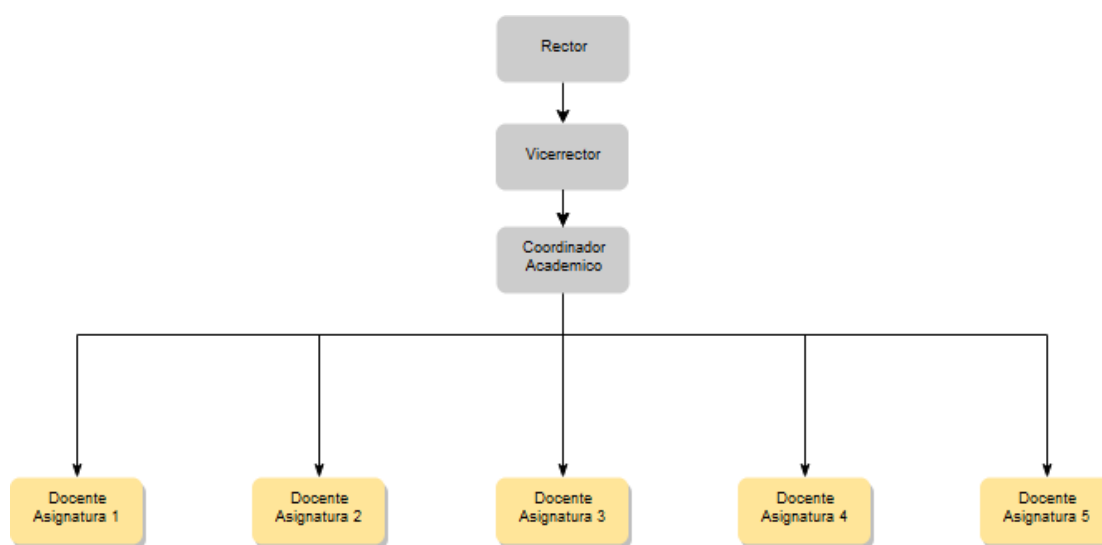 Rector
Vicerrector
Coordinador
Academico
Docente
Asignatura 1
Docente
Asignatura 2
Docente
Asignatura 3
Docente
Asignatura 4
Docente
Asignatura 5